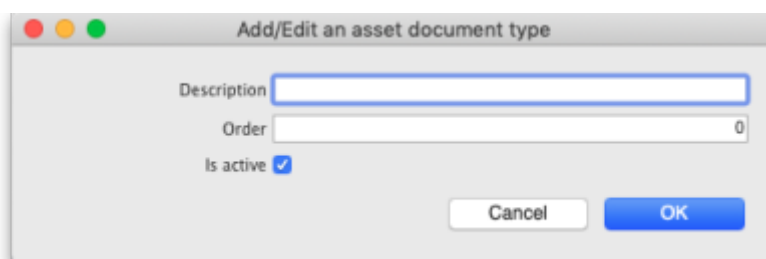 Add/Edit an asset document type
Description
Order 0
Is active
Cancel OK